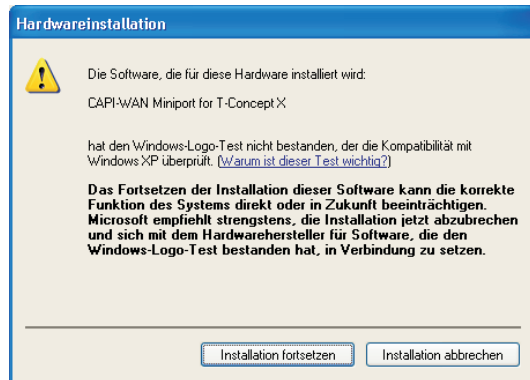 Hardwareinstallation
Die Software, die für diese Hardware installiert wird:
CAPI-WAN Miniport for T-Concept X
hat den Windows-Logo-Test nicht bestanden, der die Kompatibilität mit
Windows XP überprüft. (Warum ist dieser Test wichtig?)
Das Fortsetzen der Installation dieser Software kann die korrekte
Funktion des Systems direkt oder in Zukunft beeinträchtigen.
Microsoft empfiehlt strengstens, die Installation jetzt abzubrechen
und sich mit dem Hardwarehersteller für Software, die den
Windows-Logo-Test bestanden hat, in Verbindung zu setzen.
Installation fortsetzen
Installation abbrechen